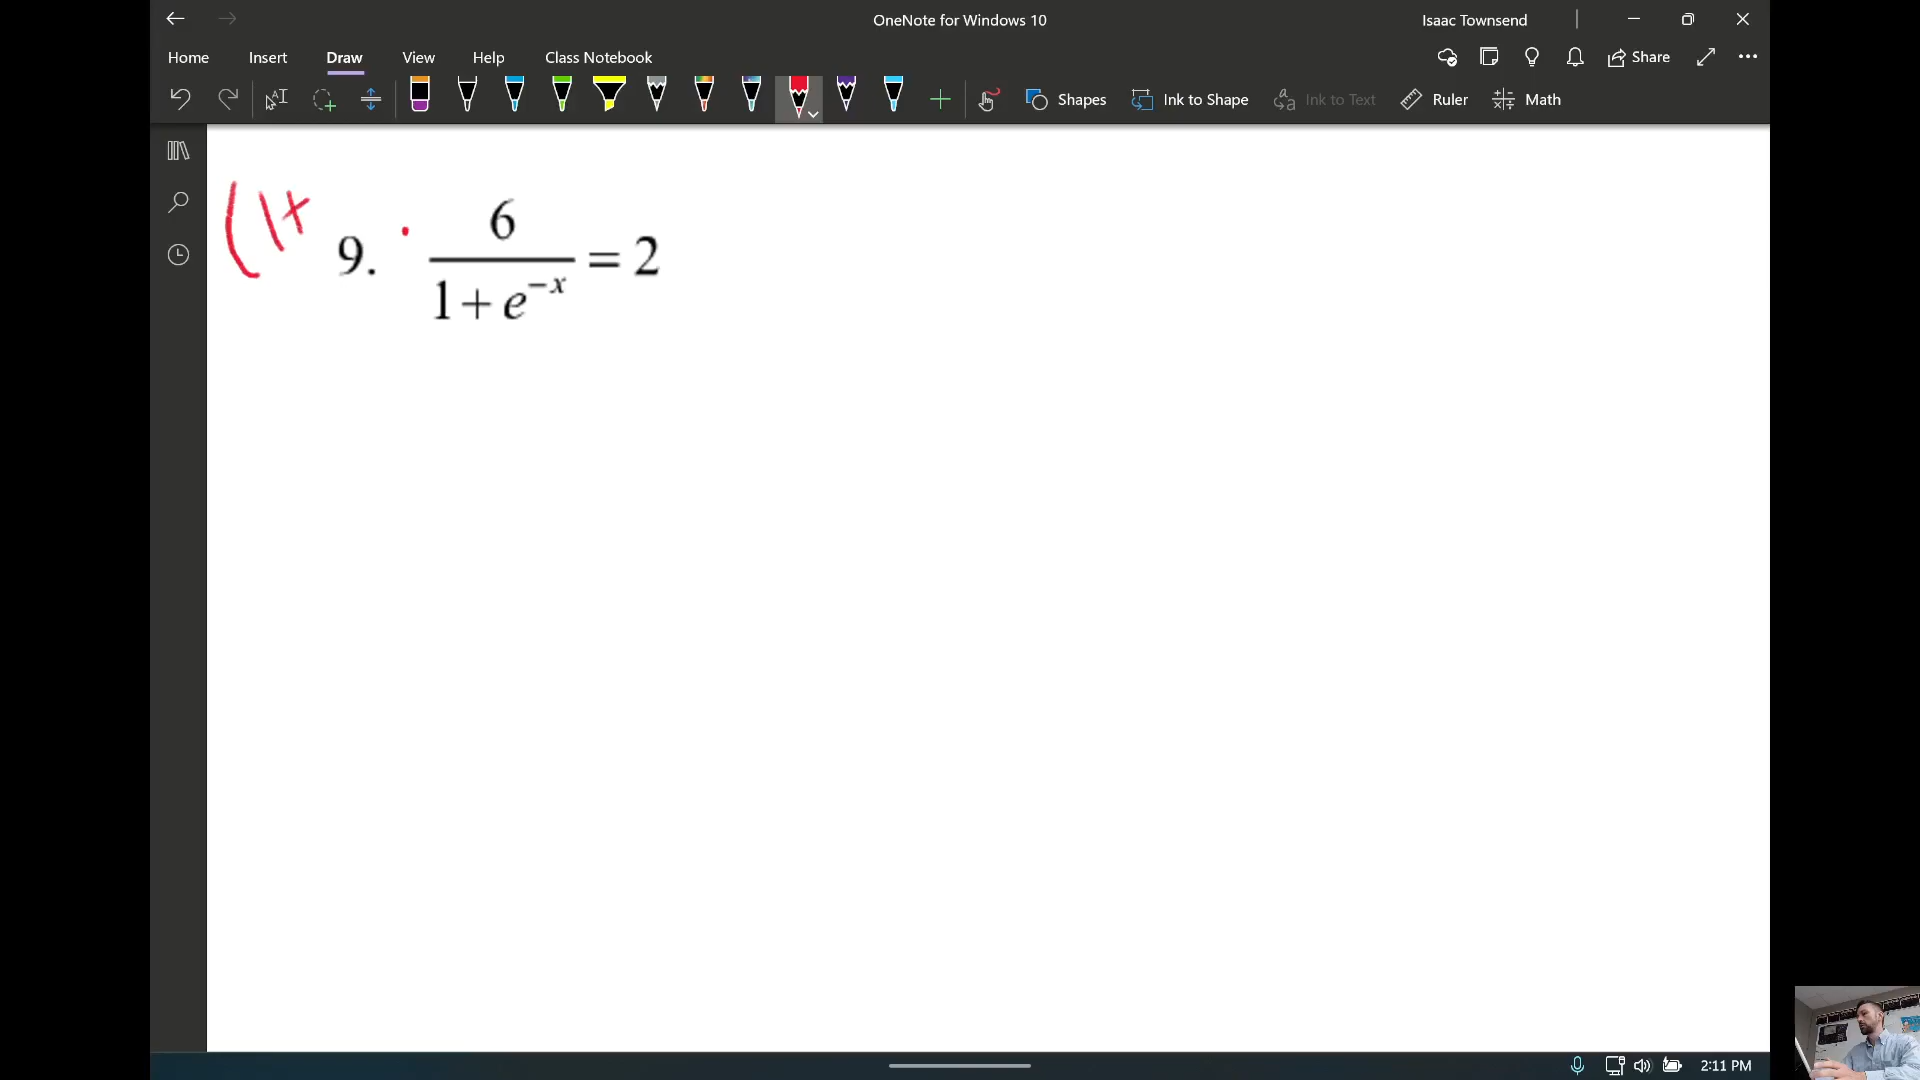 OneNote for Windows 10
Isaac Townsend
Home Insert Draw View Help Class Notebook
Share
Shapes Ink to Shape Ink to Text Ruler Math
(1+
9. · 6/(1+e^{-x}) = 2
2:11 PM